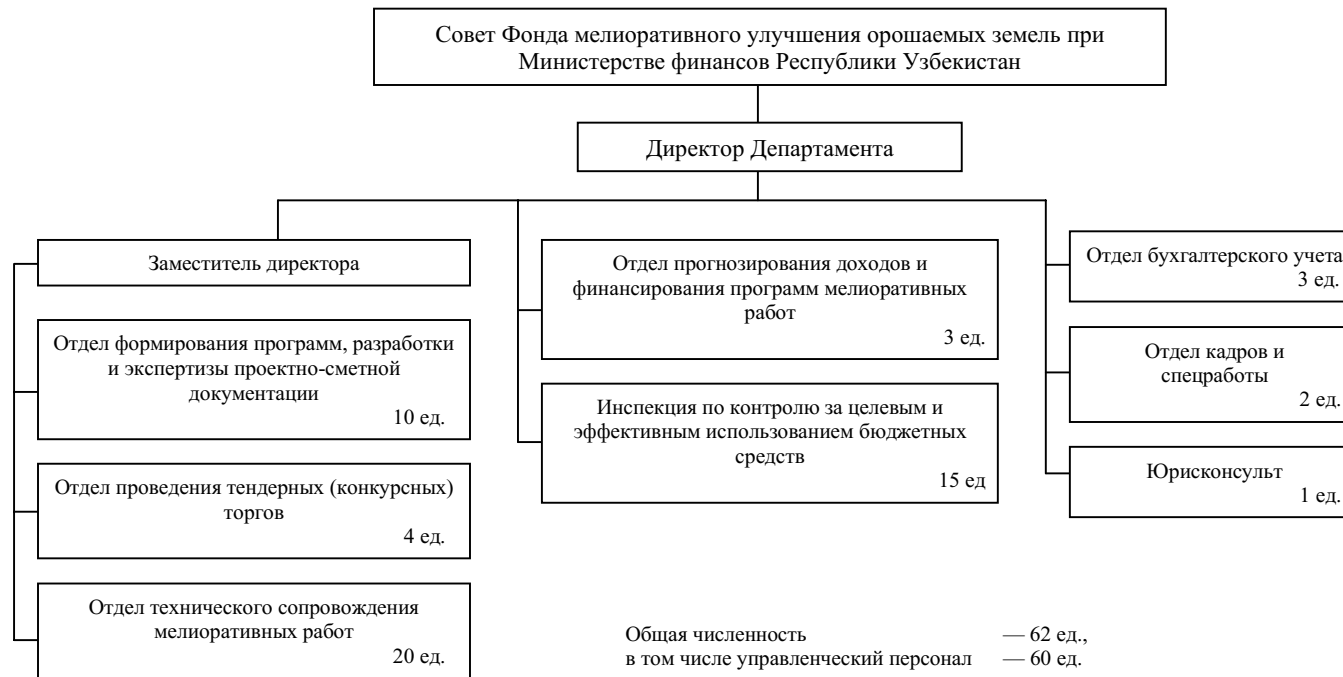 Совет Фонда мелиоративного улучшения орошаемых земель при
Министерстве финансов Республики Узбекистан
Директор Департамента
Заместитель директора
Отдел формирования программ, разработки
и экспертизы проектно-сметной
документации
10 ед.
Отдел проведения тендерных (конкурсных)
торгов
4 ед.
Отдел технического сопровождения
мелиоративных работ
20 ед.
Отдел прогнозирования доходов и
финансирования программ мелиоративных
работ
3 ед.
Инспекция по контролю за целевым и
эффективным использованием бюджетных
средств
15 ед
Отдел бухгалтерского учета
3 ед.
Отдел кадров и
спецработы
2 ед.
Юрисконсульт
1 ед.
Общая численность — 62 ед.,
в том числе управленческий персонал — 60 ед.